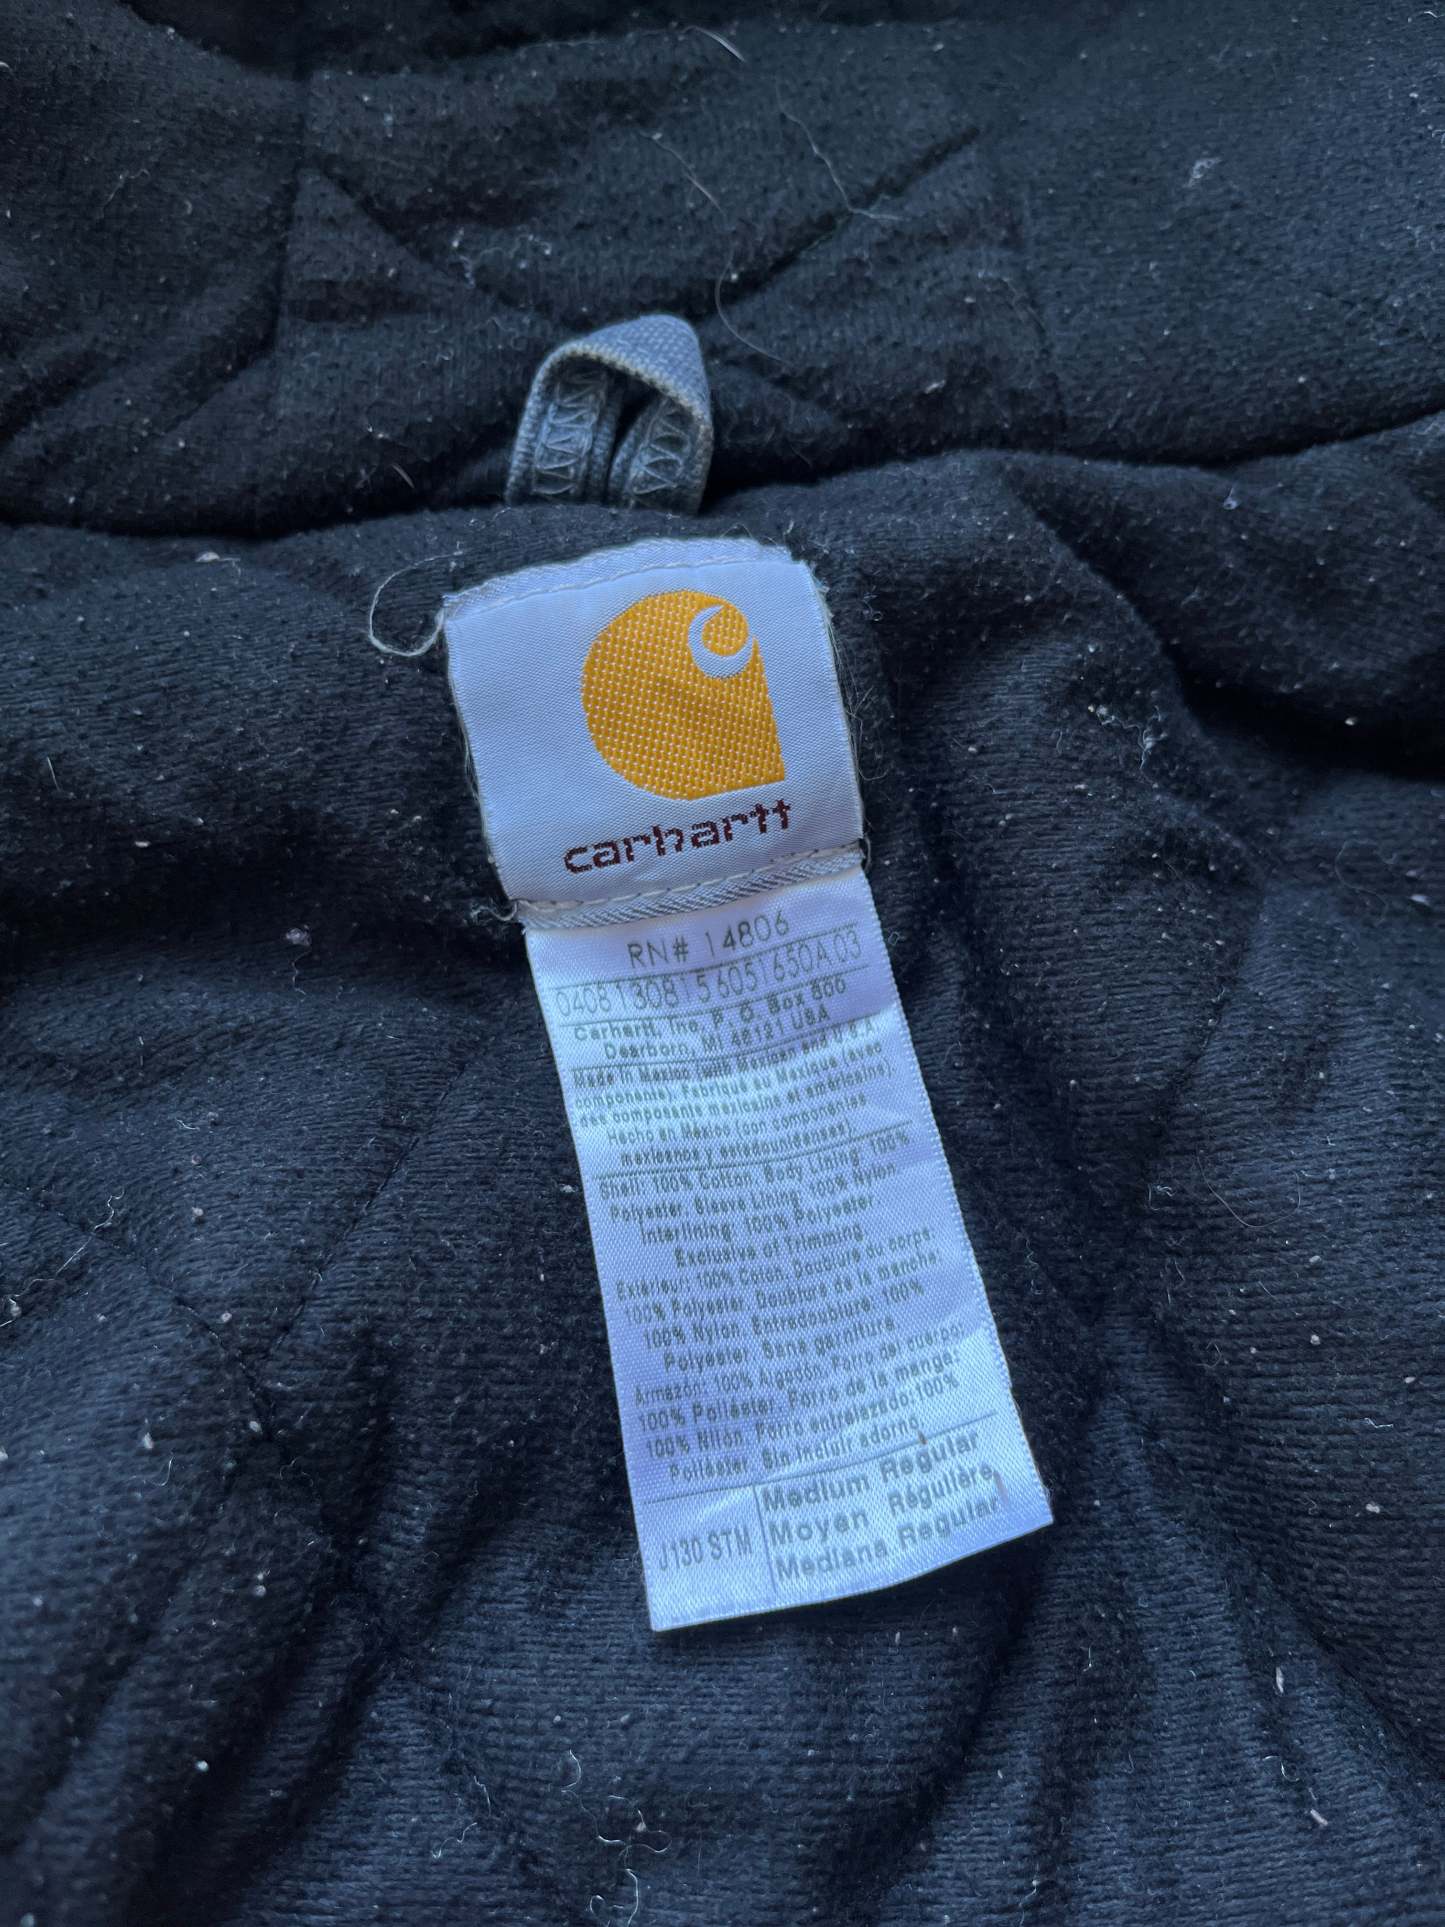 carhartt
RN# 14806
0408130815 6051650A 03
Carhartt, Inc. P. O. Box 600
Dearborn, MI 48121 USA
Made in Mexico (with Mexican and U.S.A.
components). Fabriqué au Mexique (avec
des composants mexicains et américains).
Hecho en México (con componentes
mexicanos y estadounidenses)
Shell: 100% Cotton. Body Lining: 100%
Polyester. Sleeve Lining: 100% Nylon
Interlining: 100% Polyester
Exclusive of Trimming
Extérieur: 100% Coton. Doublure du corps:
100% Polyester. Doublure de la manche:
100% Nylon. Entredoublure: 100%
Polyester. Sans garniture
Armazón: 100% Algodón. Forro del cuerpo:
100% Poliéster. Forro de la manga:
100% Nilón. Forro entrelazado:100%
Poliéster. Sin incluir adorno
J130 STM
Medium Regular
Moyen Régulière
Mediana Regular